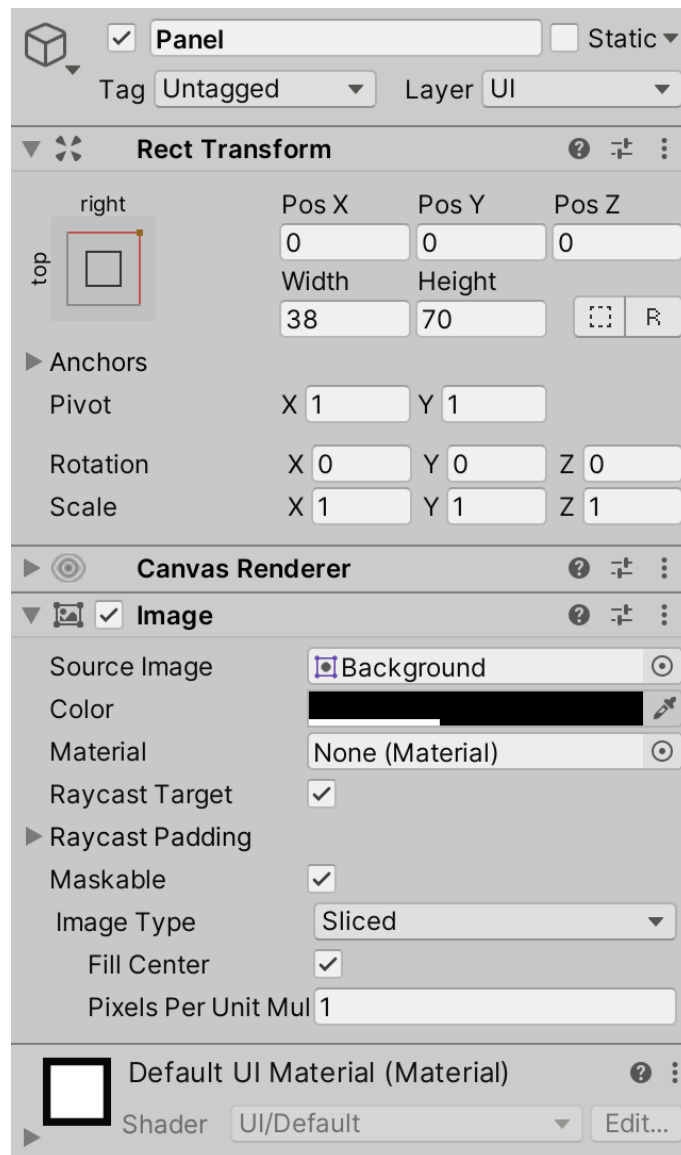 Panel Static
Tag Untagged Layer UI
Rect Transform
right Pos X Pos Y Pos Z
top 0 0 0
Width Height
38 70 R
Anchors
Pivot X 1 Y 1
Rotation X 0 Y 0 Z 0
Scale X 1 Y 1 Z 1
Canvas Renderer
Image
Source Image Background
Color
Material None (Material)
Raycast Target
Raycast Padding
Maskable
Image Type Sliced
Fill Center
Pixels Per Unit Mul 1
Default UI Material (Material)
Shader UI/Default Edit...